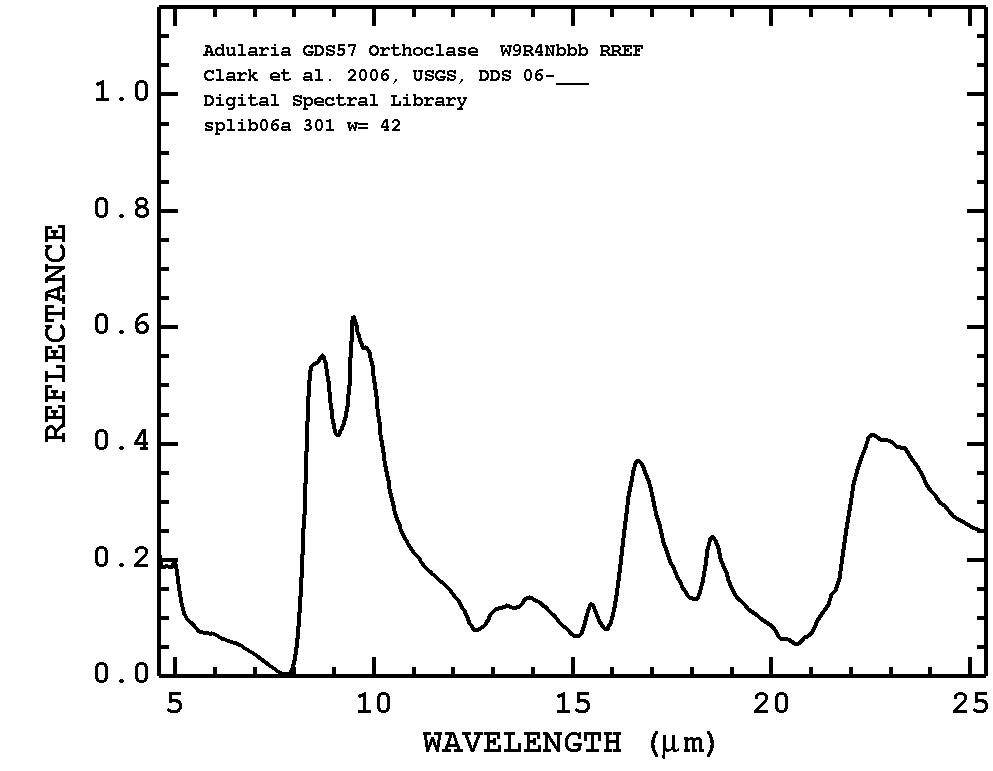 Adularia GDS57 Orthoclase  W9R4Nbbb RREF
Clark et al. 2006, USGS, DDS 06-___
Digital Spectral Library
splib06a 301 w= 42
1.0
0.8
0.6
0.4
0.2
0.0
REFLECTANCE
5 10 15 20 25
WAVELENGTH (μm)